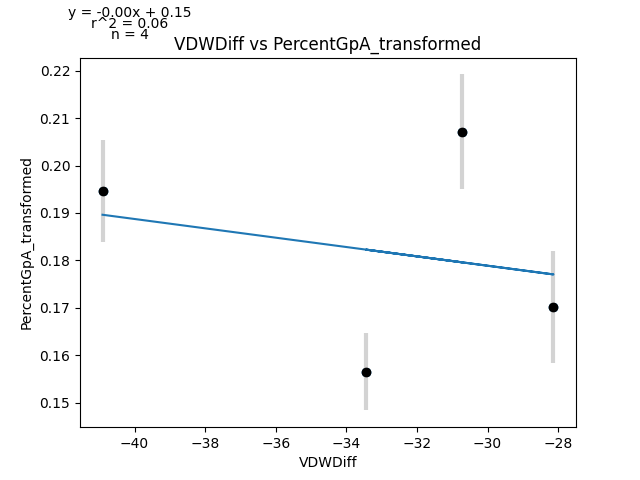 y = -0.00x + 0.15
r^2 = 0.06
n = 4
VDWDiff vs PercentGpA_transformed
0.22
0.21
0.20
0.19
0.18
0.17
0.16
0.15
PercentGpA_transformed
−40 −38 −36 −34 −32 −30 −28
VDWDiff